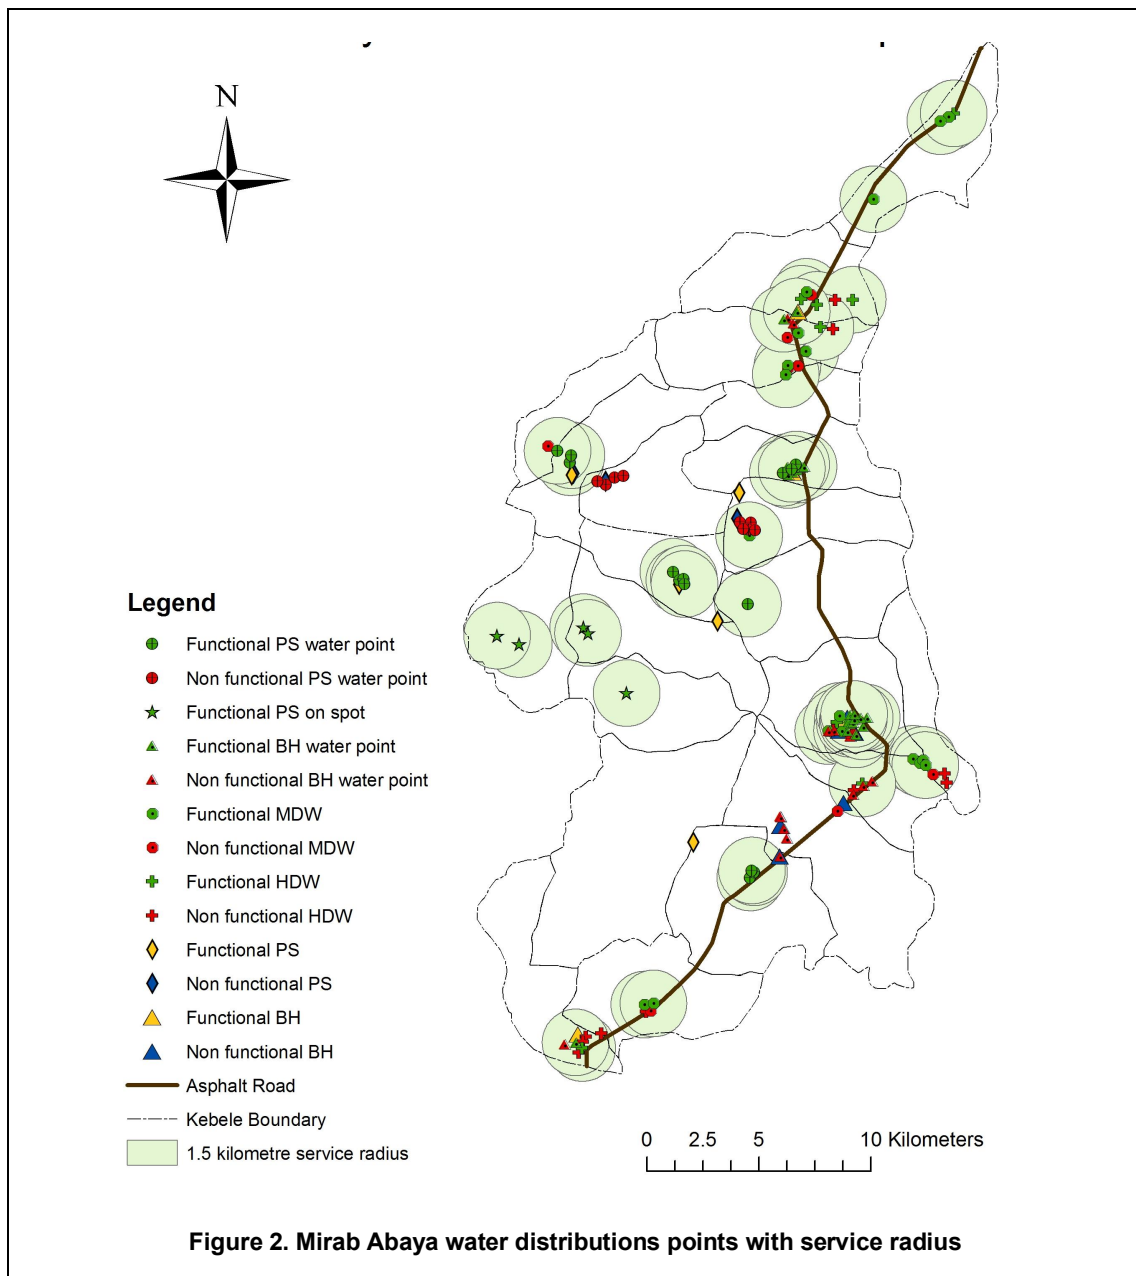 N
Legend
Functional PS water point
Non functional PS water point
Functional PS on spot
Functional BH water point
Non functional BH water point
Functional MDW
Non functional MDW
Functional HDW
Non functional HDW
Functional PS
Non functional PS
Functional BH
Non functional BH
Asphalt Road
Kebele Boundary
1.5 kilometre service radius
0 2.5 5 10 Kilometers
Figure 2. Mirab Abaya water distributions points with service radius